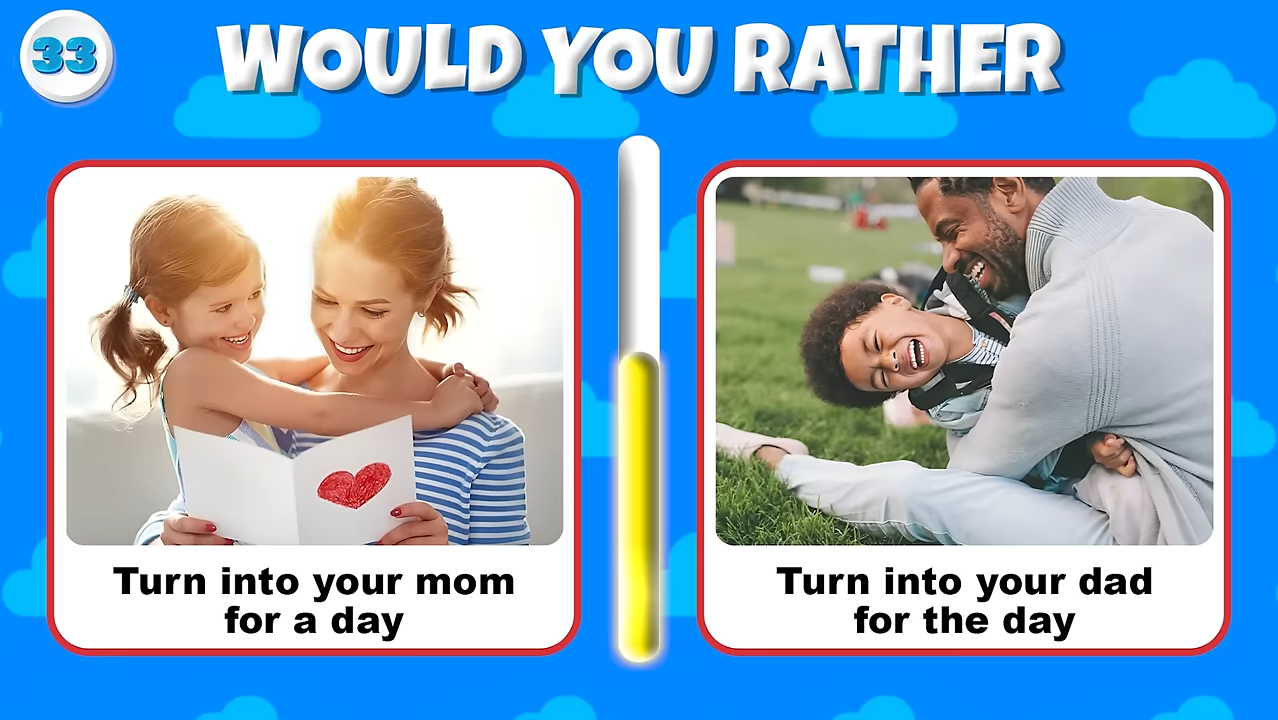 33
WOULD YOU RATHER
Turn into your mom
for a day
Turn into your dad
for the day